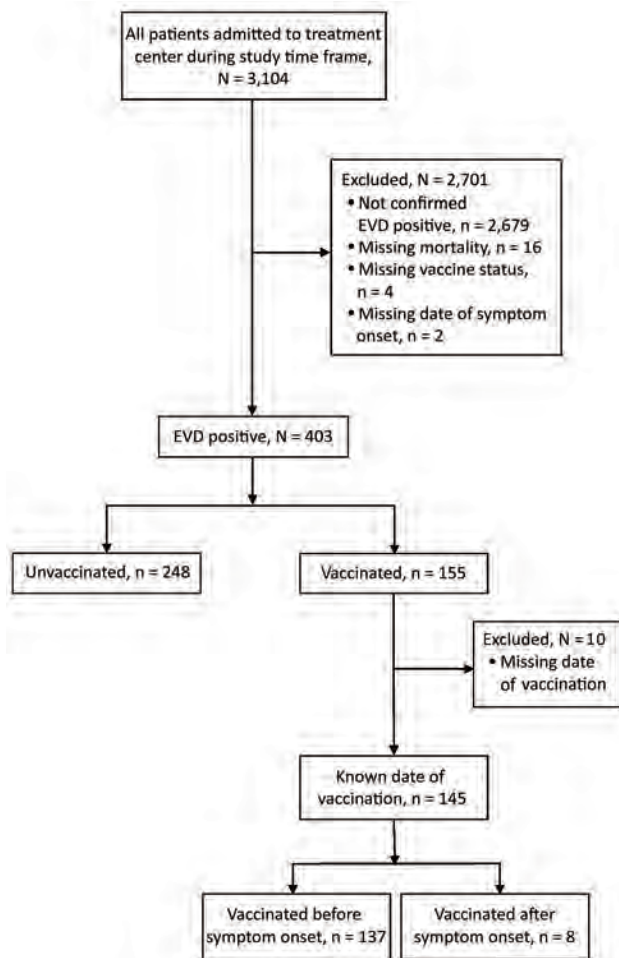 All patients admitted to treatment
center during study time frame,
N = 3,104
Excluded, N = 2,701
• Not confirmed
EVD positive, n = 2,679
• Missing mortality, n = 16
• Missing vaccine status,
n = 4
• Missing date of symptom
onset, n = 2
EVD positive, N = 403
Unvaccinated, n = 248
Vaccinated, n = 155
Excluded, N = 10
• Missing date
of vaccination
Known date of
vaccination, n = 145
Vaccinated before
symptom onset, n = 137
Vaccinated after
symptom onset, n = 8